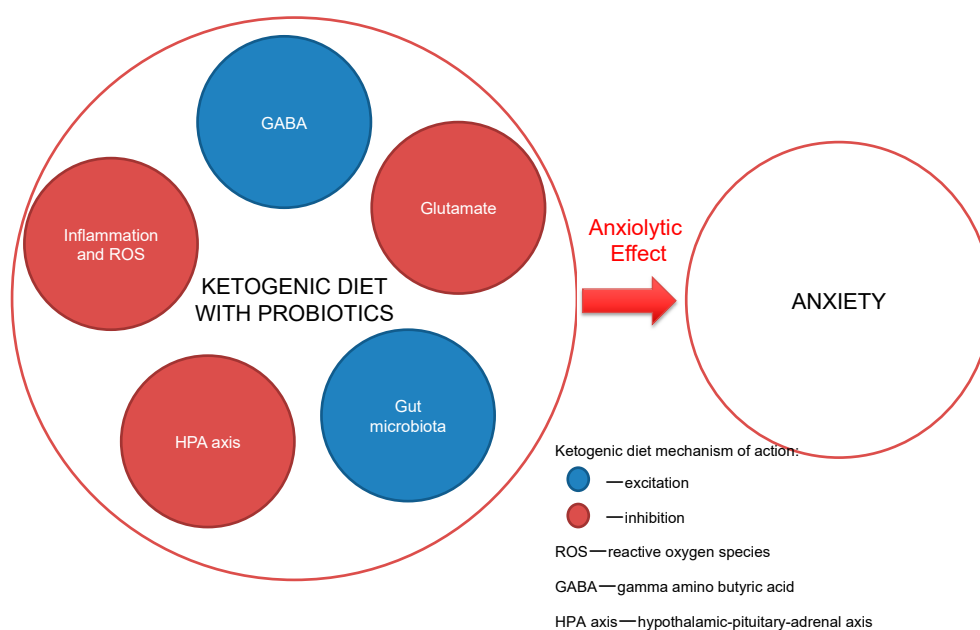 GABA
Glutamate
Inflammation
and ROS
KETOGENIC DIET
WITH PROBIOTICS
HPA axis
Gut
microbiota
Anxiolytic
Effect
ANXIETY
Ketogenic diet mechanism of action:
—excitation
—inhibition
ROS—reactive oxygen species
GABA—gamma amino butyric acid
HPA axis—hypothalamic-pituitary-adrenal axis